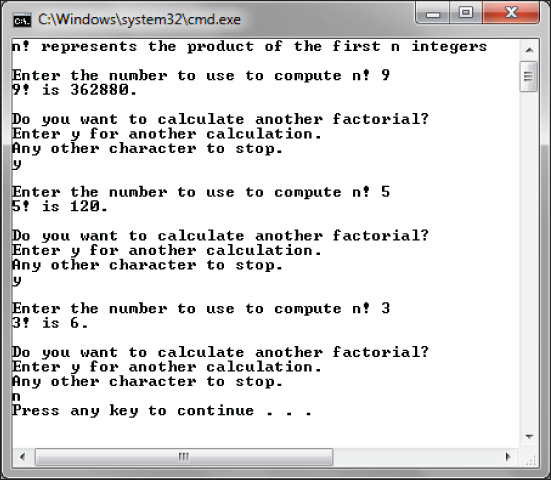 C:\Windows\system32\cmd.exe
n! represents the product of the first n integers
Enter the number to use to compute n! 9
9! is 362880.
Do you want to calculate another factorial?
Enter y for another calculation.
Any other character to stop.
y
Enter the number to use to compute n! 5
5! is 120.
Do you want to calculate another factorial?
Enter y for another calculation.
Any other character to stop.
y
Enter the number to use to compute n! 3
3! is 6.
Do you want to calculate another factorial?
Enter y for another calculation.
Any other character to stop.
n
Press any key to continue . . .